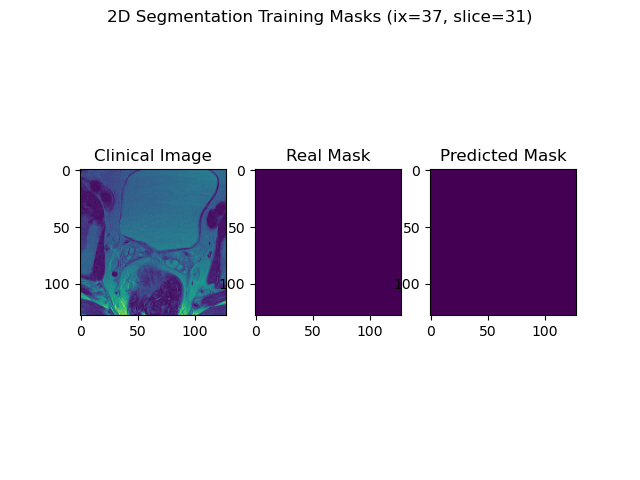 2D Segmentation Training Masks (ix=37, slice=31)
Clinical Image Real Mask Predicted Mask
0 0 0
50 50 50
100 100 100
0 50 100 0 50 100 0 50 100